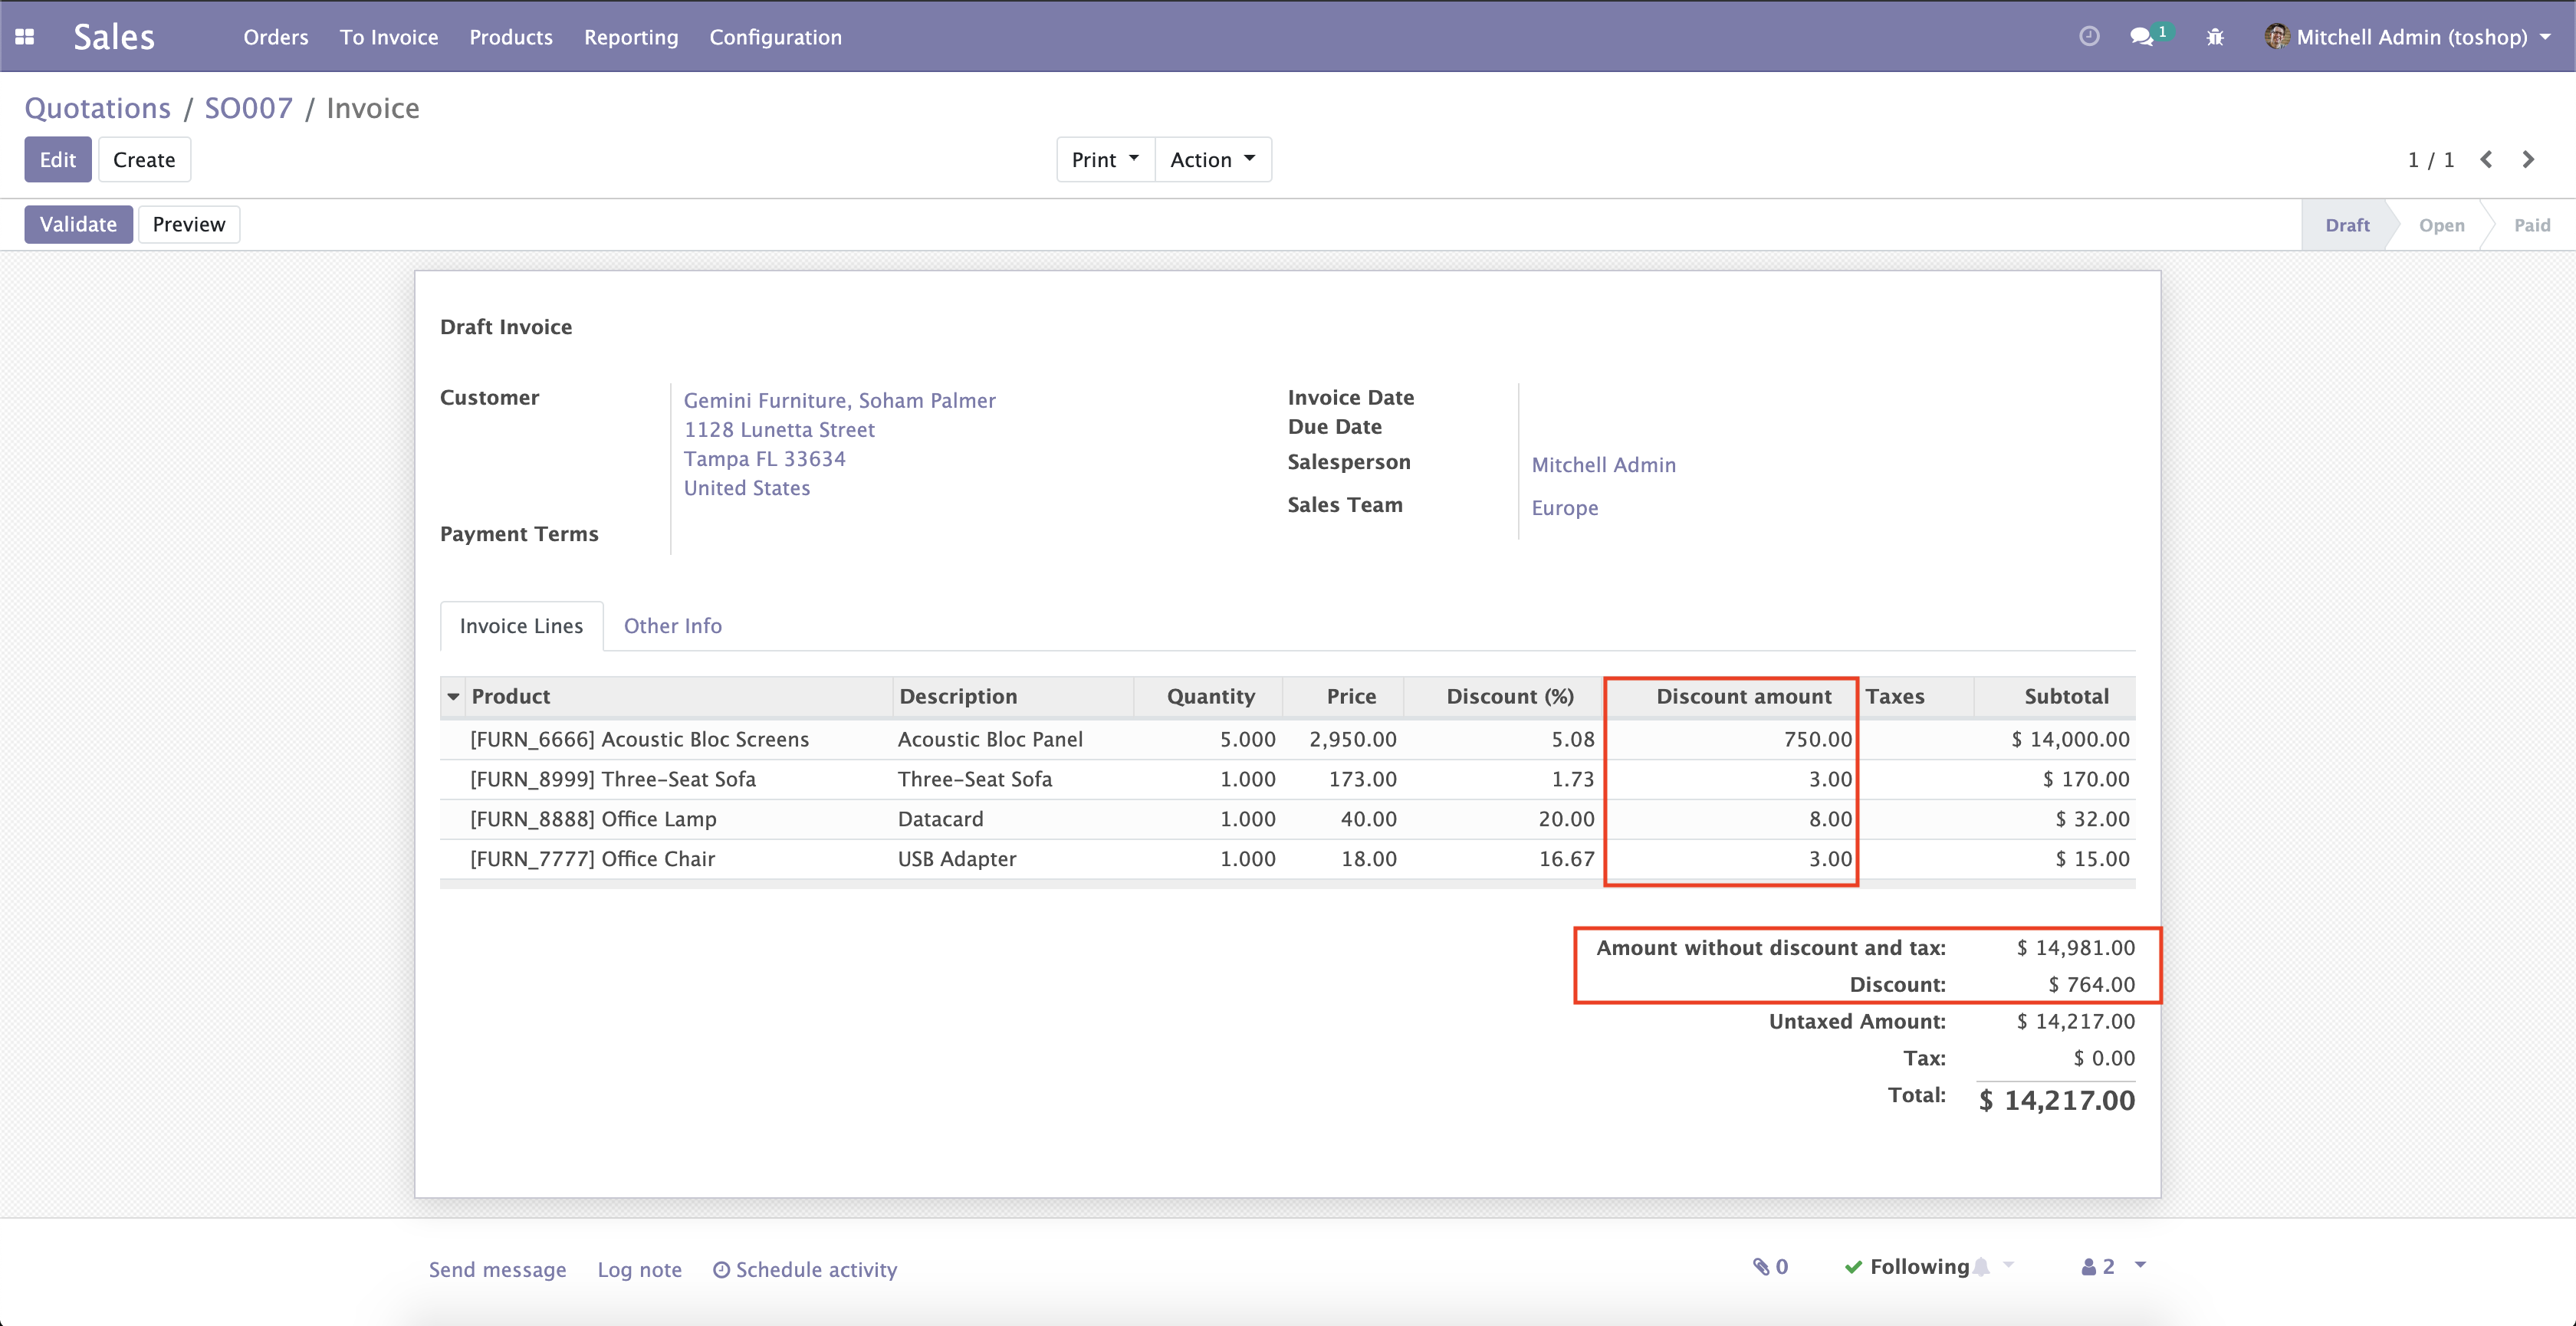 Sales Orders To Invoice Products Reporting Configuration 1 Mitchell Admin (toshop)
Quotations / SO007 / Invoice
Edit Create Print Action 1 / 1
Validate Preview Draft Open Paid
Draft Invoice
Customer Gemini Furniture, Soham Palmer
1128 Lunetta Street
Tampa FL 33634
United States
Payment Terms
Invoice Date
Due Date
Salesperson Mitchell Admin
Sales Team Europe
Invoice Lines Other Info
Product Description Quantity Price Discount (%) Discount amount Taxes Subtotal
[FURN_6666] Acoustic Bloc Screens Acoustic Bloc Panel 5.000 2,950.00 5.08 750.00 $ 14,000.00
[FURN_8999] Three-Seat Sofa Three-Seat Sofa 1.000 173.00 1.73 3.00 $ 170.00
[FURN_8888] Office Lamp Datacard 1.000 40.00 20.00 8.00 $ 32.00
[FURN_7777] Office Chair USB Adapter 1.000 18.00 16.67 3.00 $ 15.00
Amount without discount and tax: $ 14,981.00
Discount: $ 764.00
Untaxed Amount: $ 14,217.00
Tax: $ 0.00
Total: $ 14,217.00
Send message Log note Schedule activity 0 Following 2